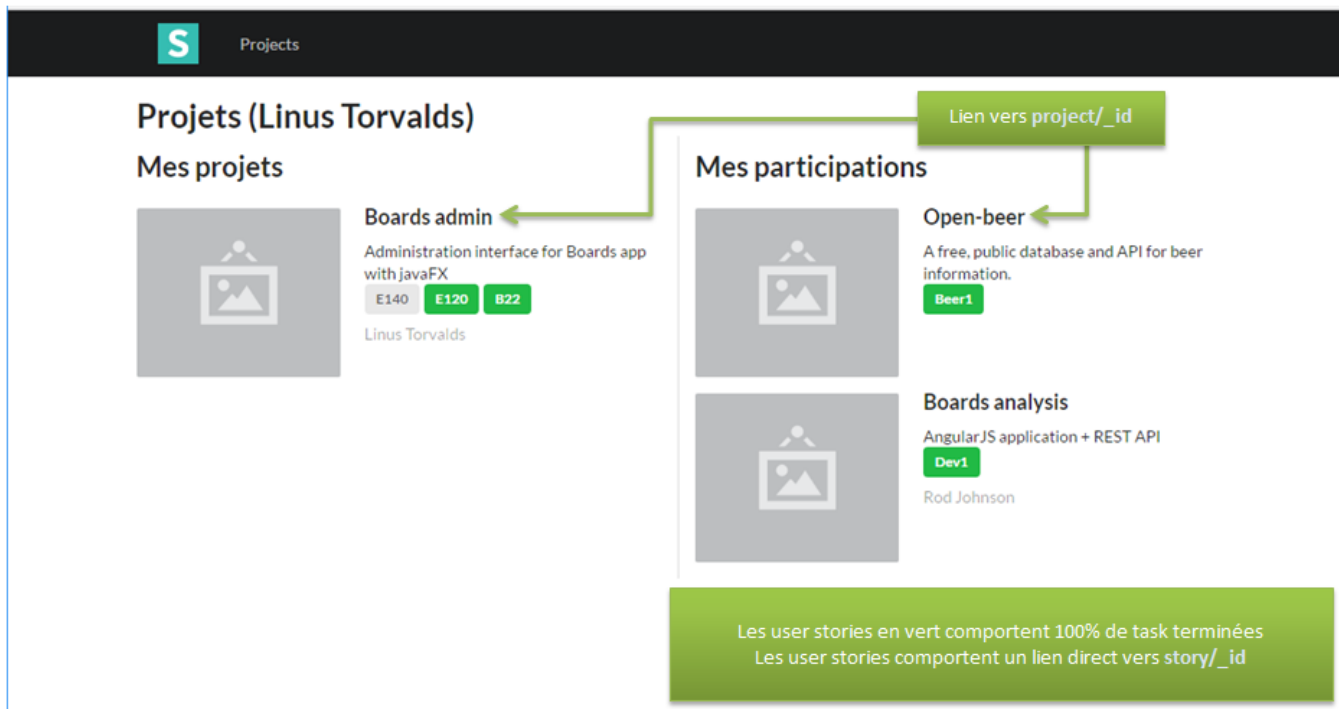 S Projects
Projets (Linus Torvalds)
Lien vers project/_id
Mes projets
Boards admin
Administration interface for Boards app
with javaFX
E140 E120 B22
Linus Torvalds
Mes participations
Open-beer
A free, public database and API for beer
information.
Beer1
Boards analysis
AngularJS application + REST API
Dev1
Rod Johnson
Les user stories en vert comportent 100% de task terminées
Les user stories comportent un lien direct vers story/_id